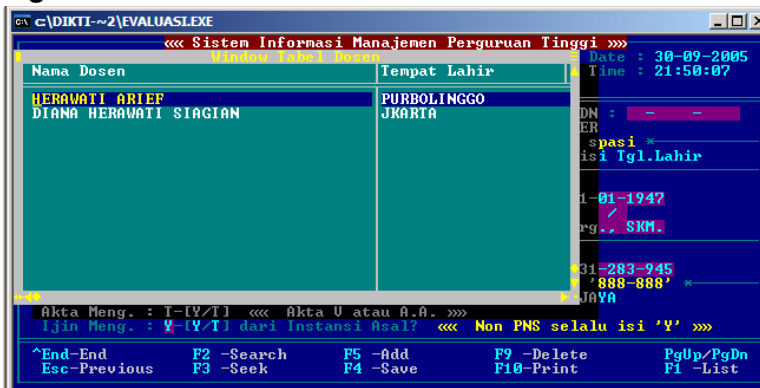 c:\DIKTI-~2\EVALUASI.EXE
««« Sistem Informasi Manajemen Perguruan Tinggi »»»
Window Tabel Dosen
Date : 30-09-2005
Nama Dosen Tempat Lahir Time : 21:50:07
HERAWATI ARIEF PURBOLINGGO
DIANA HERAWATI SIAGIAN JKARTA DN : - -
ER
spasi *
isi Tgl.Lahir
1-01-1947
/
rg., SKM.
31-283-945
'888-888' *
JAYA
Akta Meng. : T-[Y/T] ««« Akta V atau A.A. »»»
Ijin Meng. : Y-[Y/T] dari Instansi Asal? ««« Non PNS selalu isi 'Y' »»»
^End-End F2 -Search F5 -Add F9 -Delete PgUp/PgDn
Esc-Previous F3 -Seek F4 -Save F10-Print F1 -List